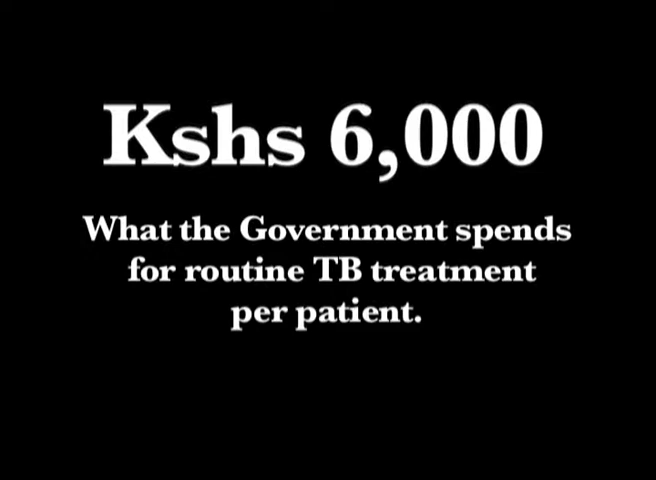 Kshs 6,000
What the Government spends
for routine TB treatment
per patient.